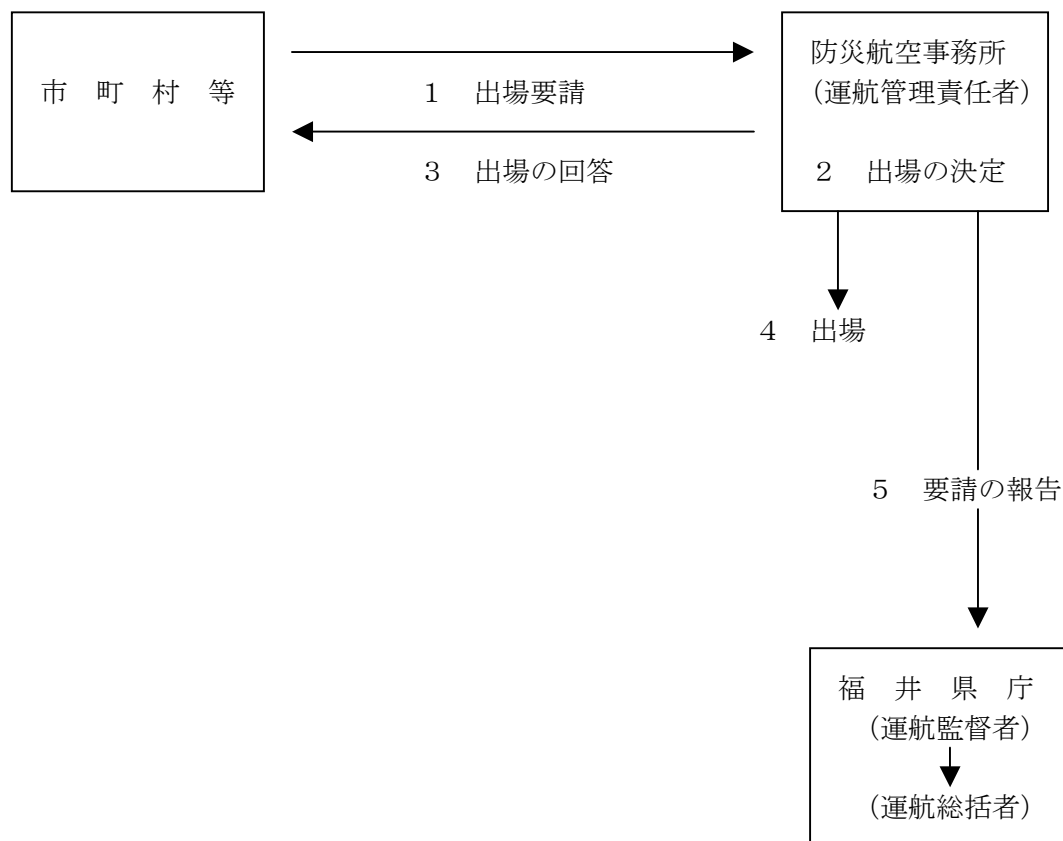 市　町　村　等
１　出場要請
３　出場の回答
防災航空事務所
（運航管理責任者）
２　出場の決定
４　出場
５　要請の報告
福　井　県　庁
（運航監督者）
（運航総括者）